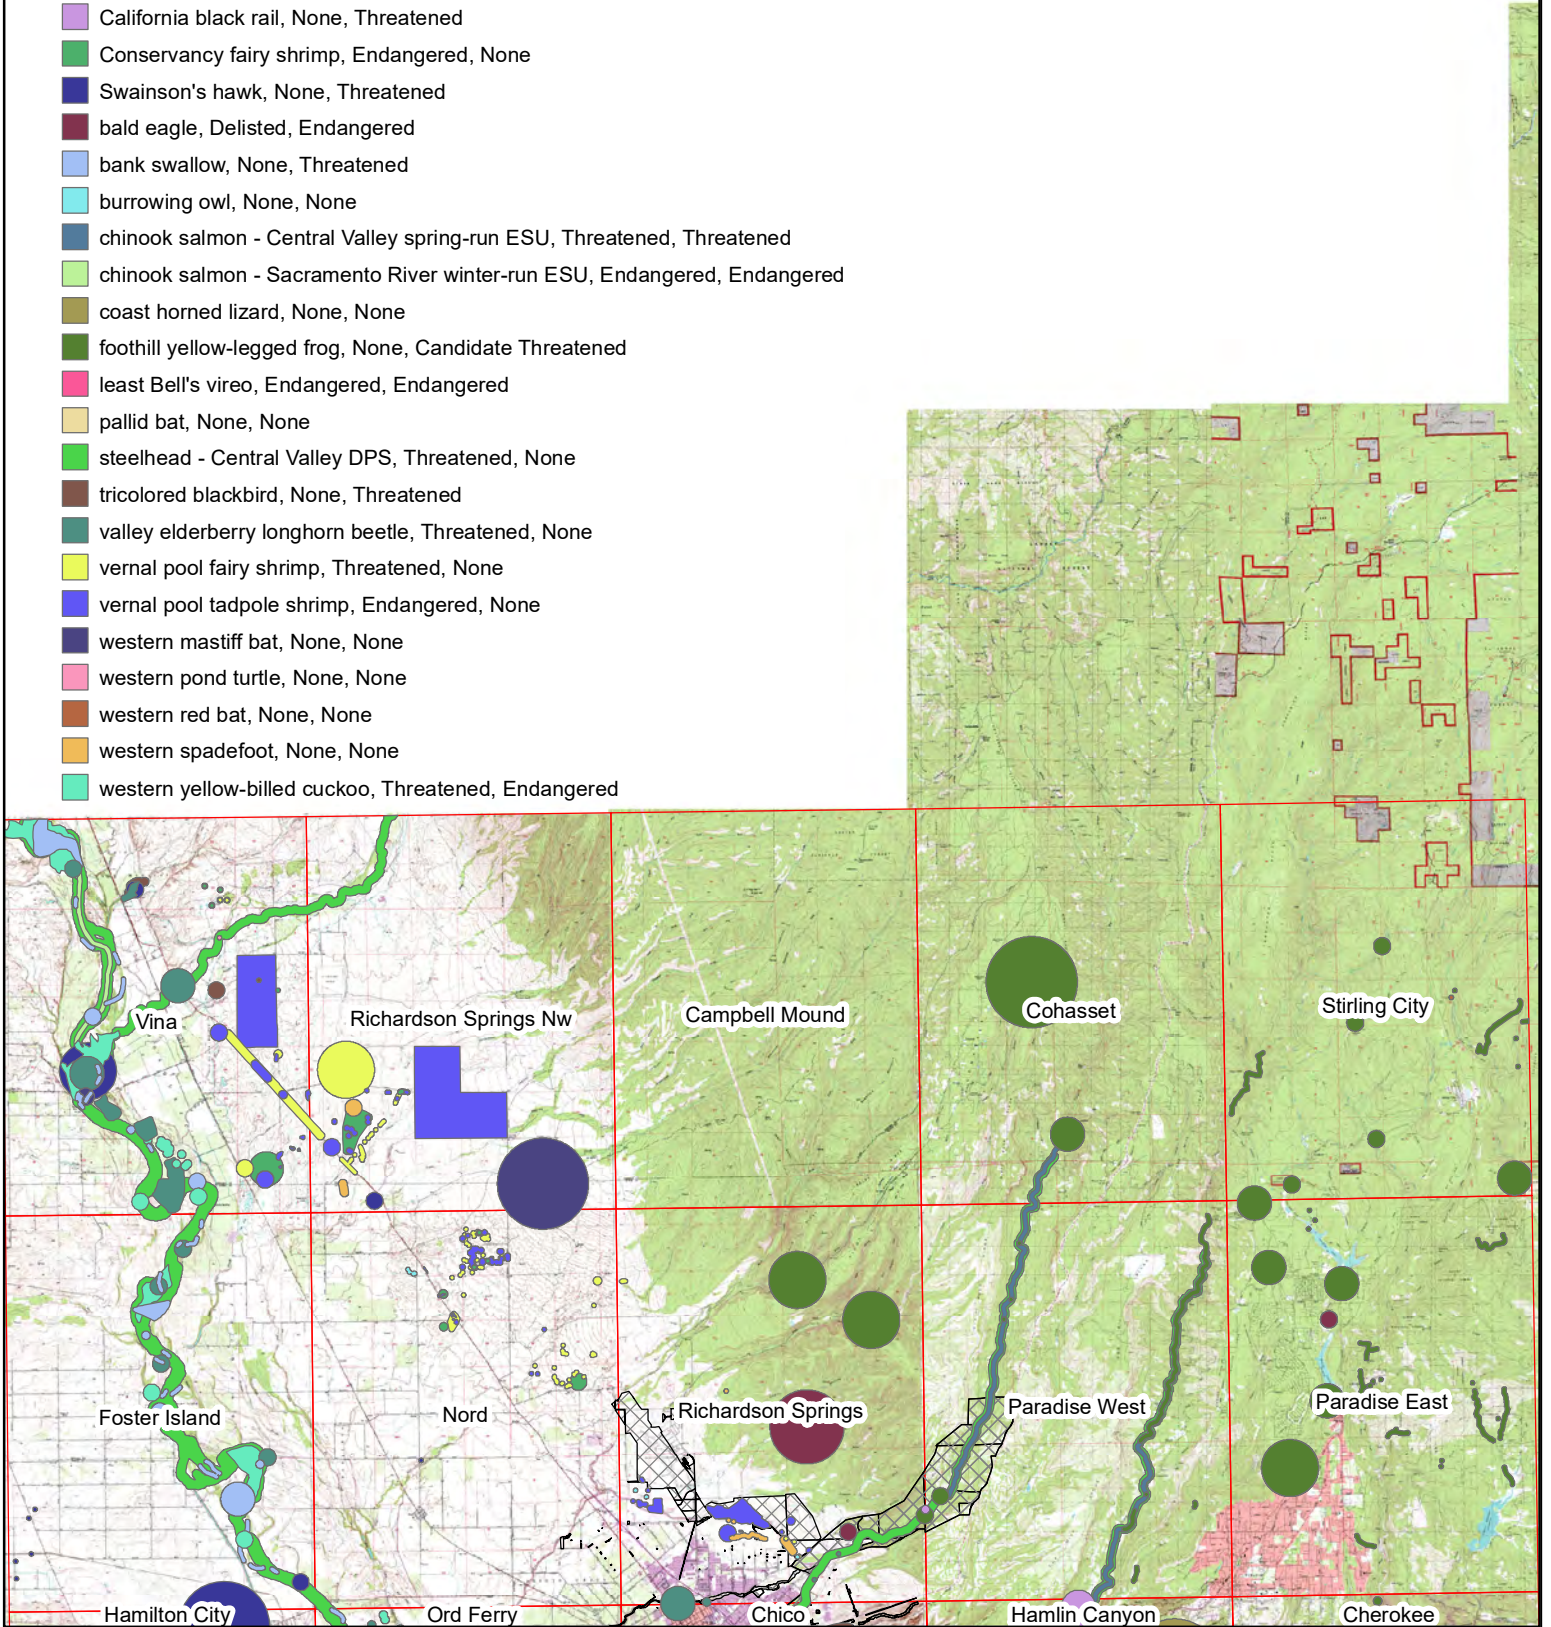 California black rail, None, Threatened
Conservancy fairy shrimp, Endangered, None
Swainson's hawk, None, Threatened
bald eagle, Delisted, Endangered
bank swallow, None, Threatened
burrowing owl, None, None
chinook salmon - Central Valley spring-run ESU, Threatened, Threatened
chinook salmon - Sacramento River winter-run ESU, Endangered, Endangered
coast horned lizard, None, None
foothill yellow-legged frog, None, Candidate Threatened
least Bell's vireo, Endangered, Endangered
pallid bat, None, None
steelhead - Central Valley DPS, Threatened, None
tricolored blackbird, None, Threatened
valley elderberry longhorn beetle, Threatened, None
vernal pool fairy shrimp, Threatened, None
vernal pool tadpole shrimp, Endangered, None
western mastiff bat, None, None
western pond turtle, None, None
western red bat, None, None
western spadefoot, None, None
western yellow-billed cuckoo, Threatened, Endangered
Vina
Richardson Springs Nw
Campbell Mound
Cohasset
Stirling City
Foster Island
Nord
Richardson Springs
Paradise West
Paradise East
Hamilton City
Ord Ferry
Chico
Hamlin Canyon
Cherokee